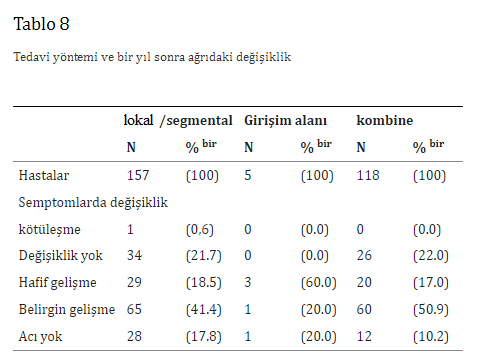 Tablo 8
Tedavi yöntemi ve bir yıl sonra ağrıdaki değişiklik
lokal /segmental Girişim alanı kombine
N % bir N % bir N % bir
Hastalar 157 (100) 5 (100) 118 (100)
Semptomlarda değişiklik
kötüleşme 1 (0,6) 0 (0.0) 0 (0.0)
Değişiklik yok 34 (21.7) 0 (0.0) 26 (22.0)
Hafif gelişme 29 (18.5) 3 (60.0) 20 (17.0)
Belirgin gelişme 65 (41.4) 1 (20.0) 60 (50.9)
Acı yok 28 (17.8) 1 (20.0) 12 (10.2)